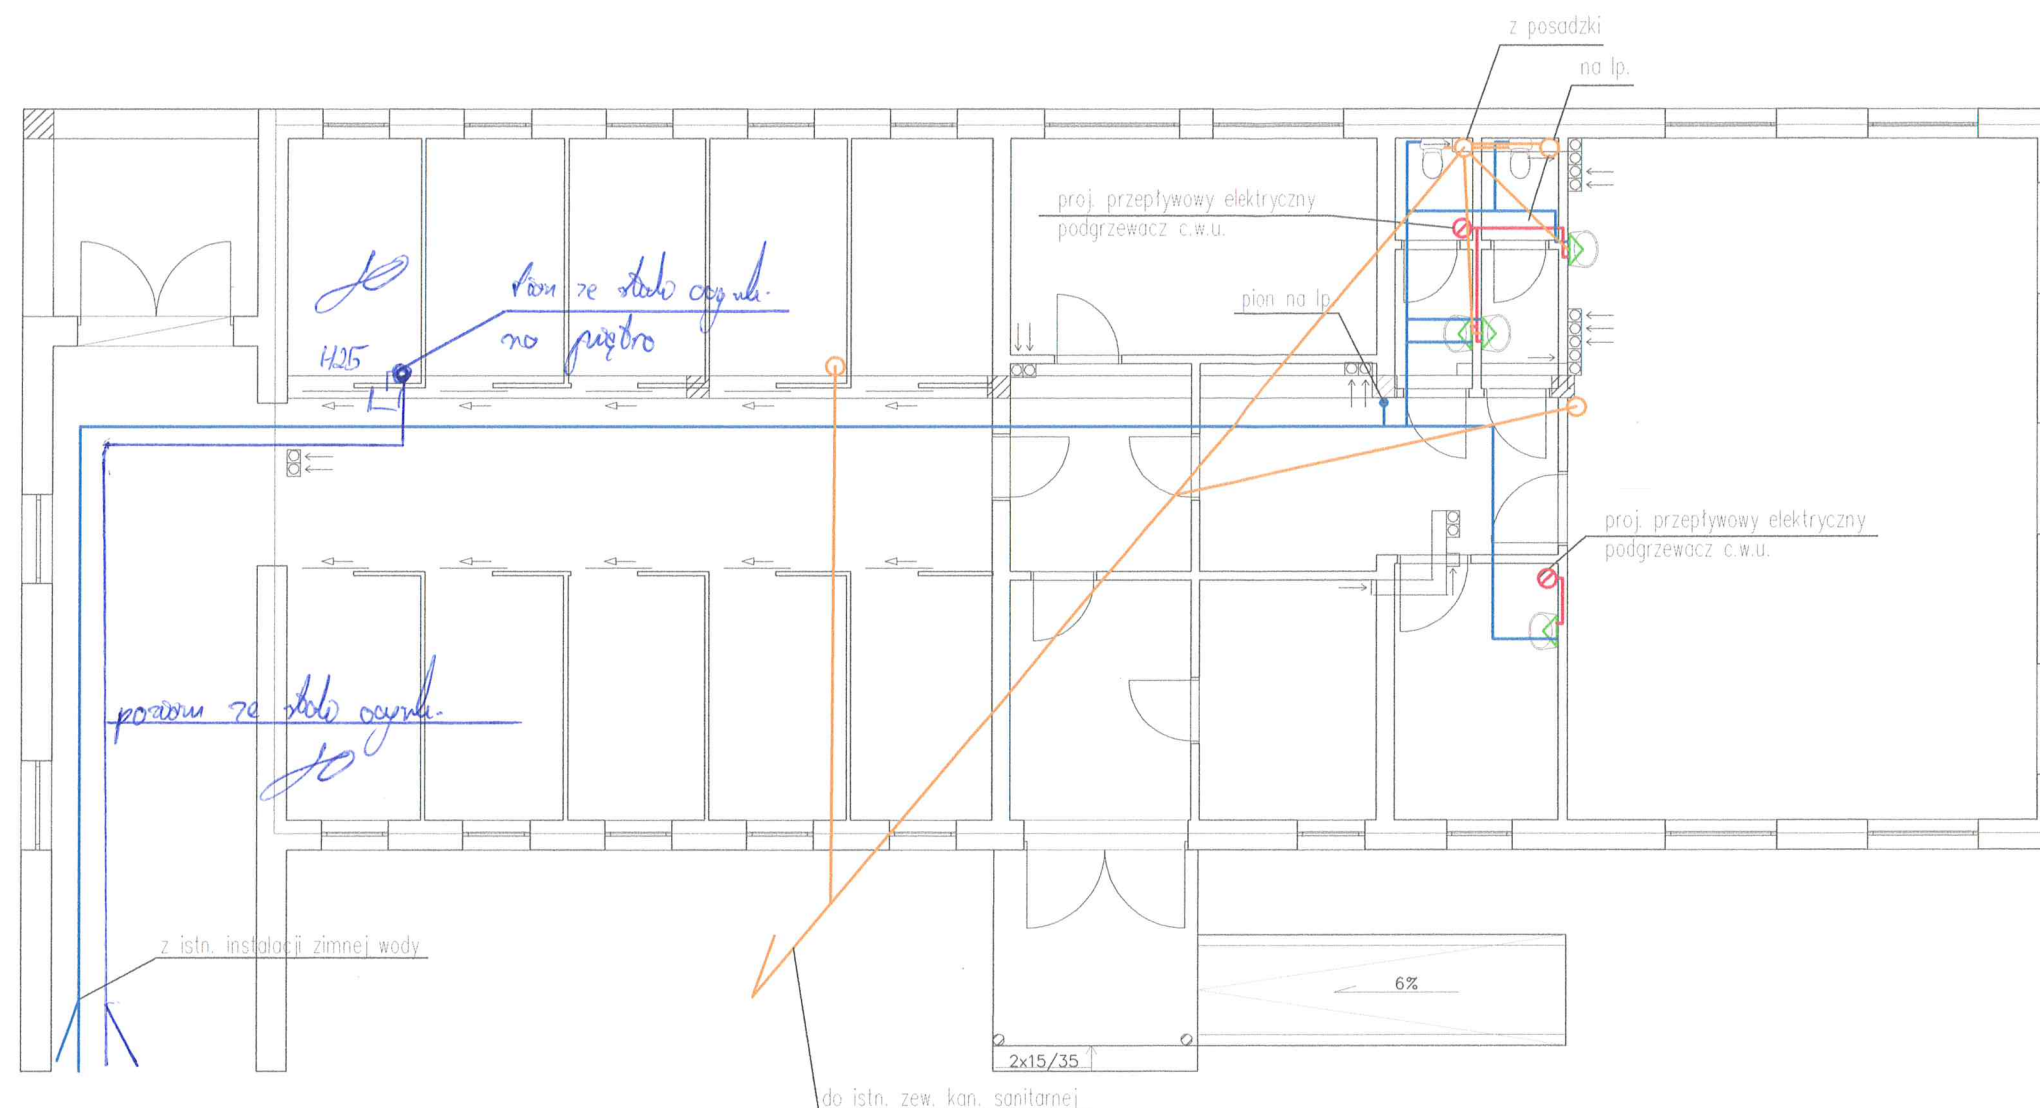 z posadzki
na Ip.
proj. przepływowy elektryczny
podgrzewacz c.w.u.
ze stali ocynk.
na piętro
H25
pion na Ip.
proj. przepływowy elektryczny
podgrzewacz c.w.u.
poziom ze stali ocynk.
z istn. instalacji zimnej wody
6%
2x15/35
do istn. zew. kan. sanitarnej